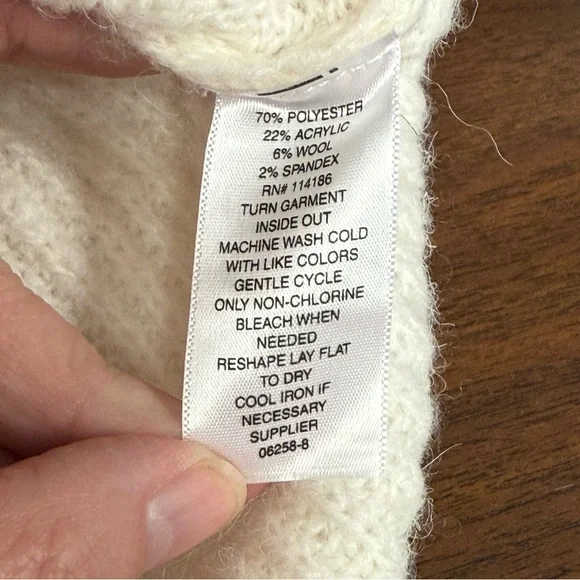 70% POLYESTER
22% ACRYLIC
6% WOOL
2% SPANDEX
RN# 114186
TURN GARMENT
INSIDE OUT
MACHINE WASH COLD
WITH LIKE COLORS
GENTLE CYCLE
ONLY NON-CHLORINE
BLEACH WHEN
NEEDED
RESHAPE LAY FLAT
TO DRY
COOL IRON IF
NECESSARY
SUPPLIER
06258-8